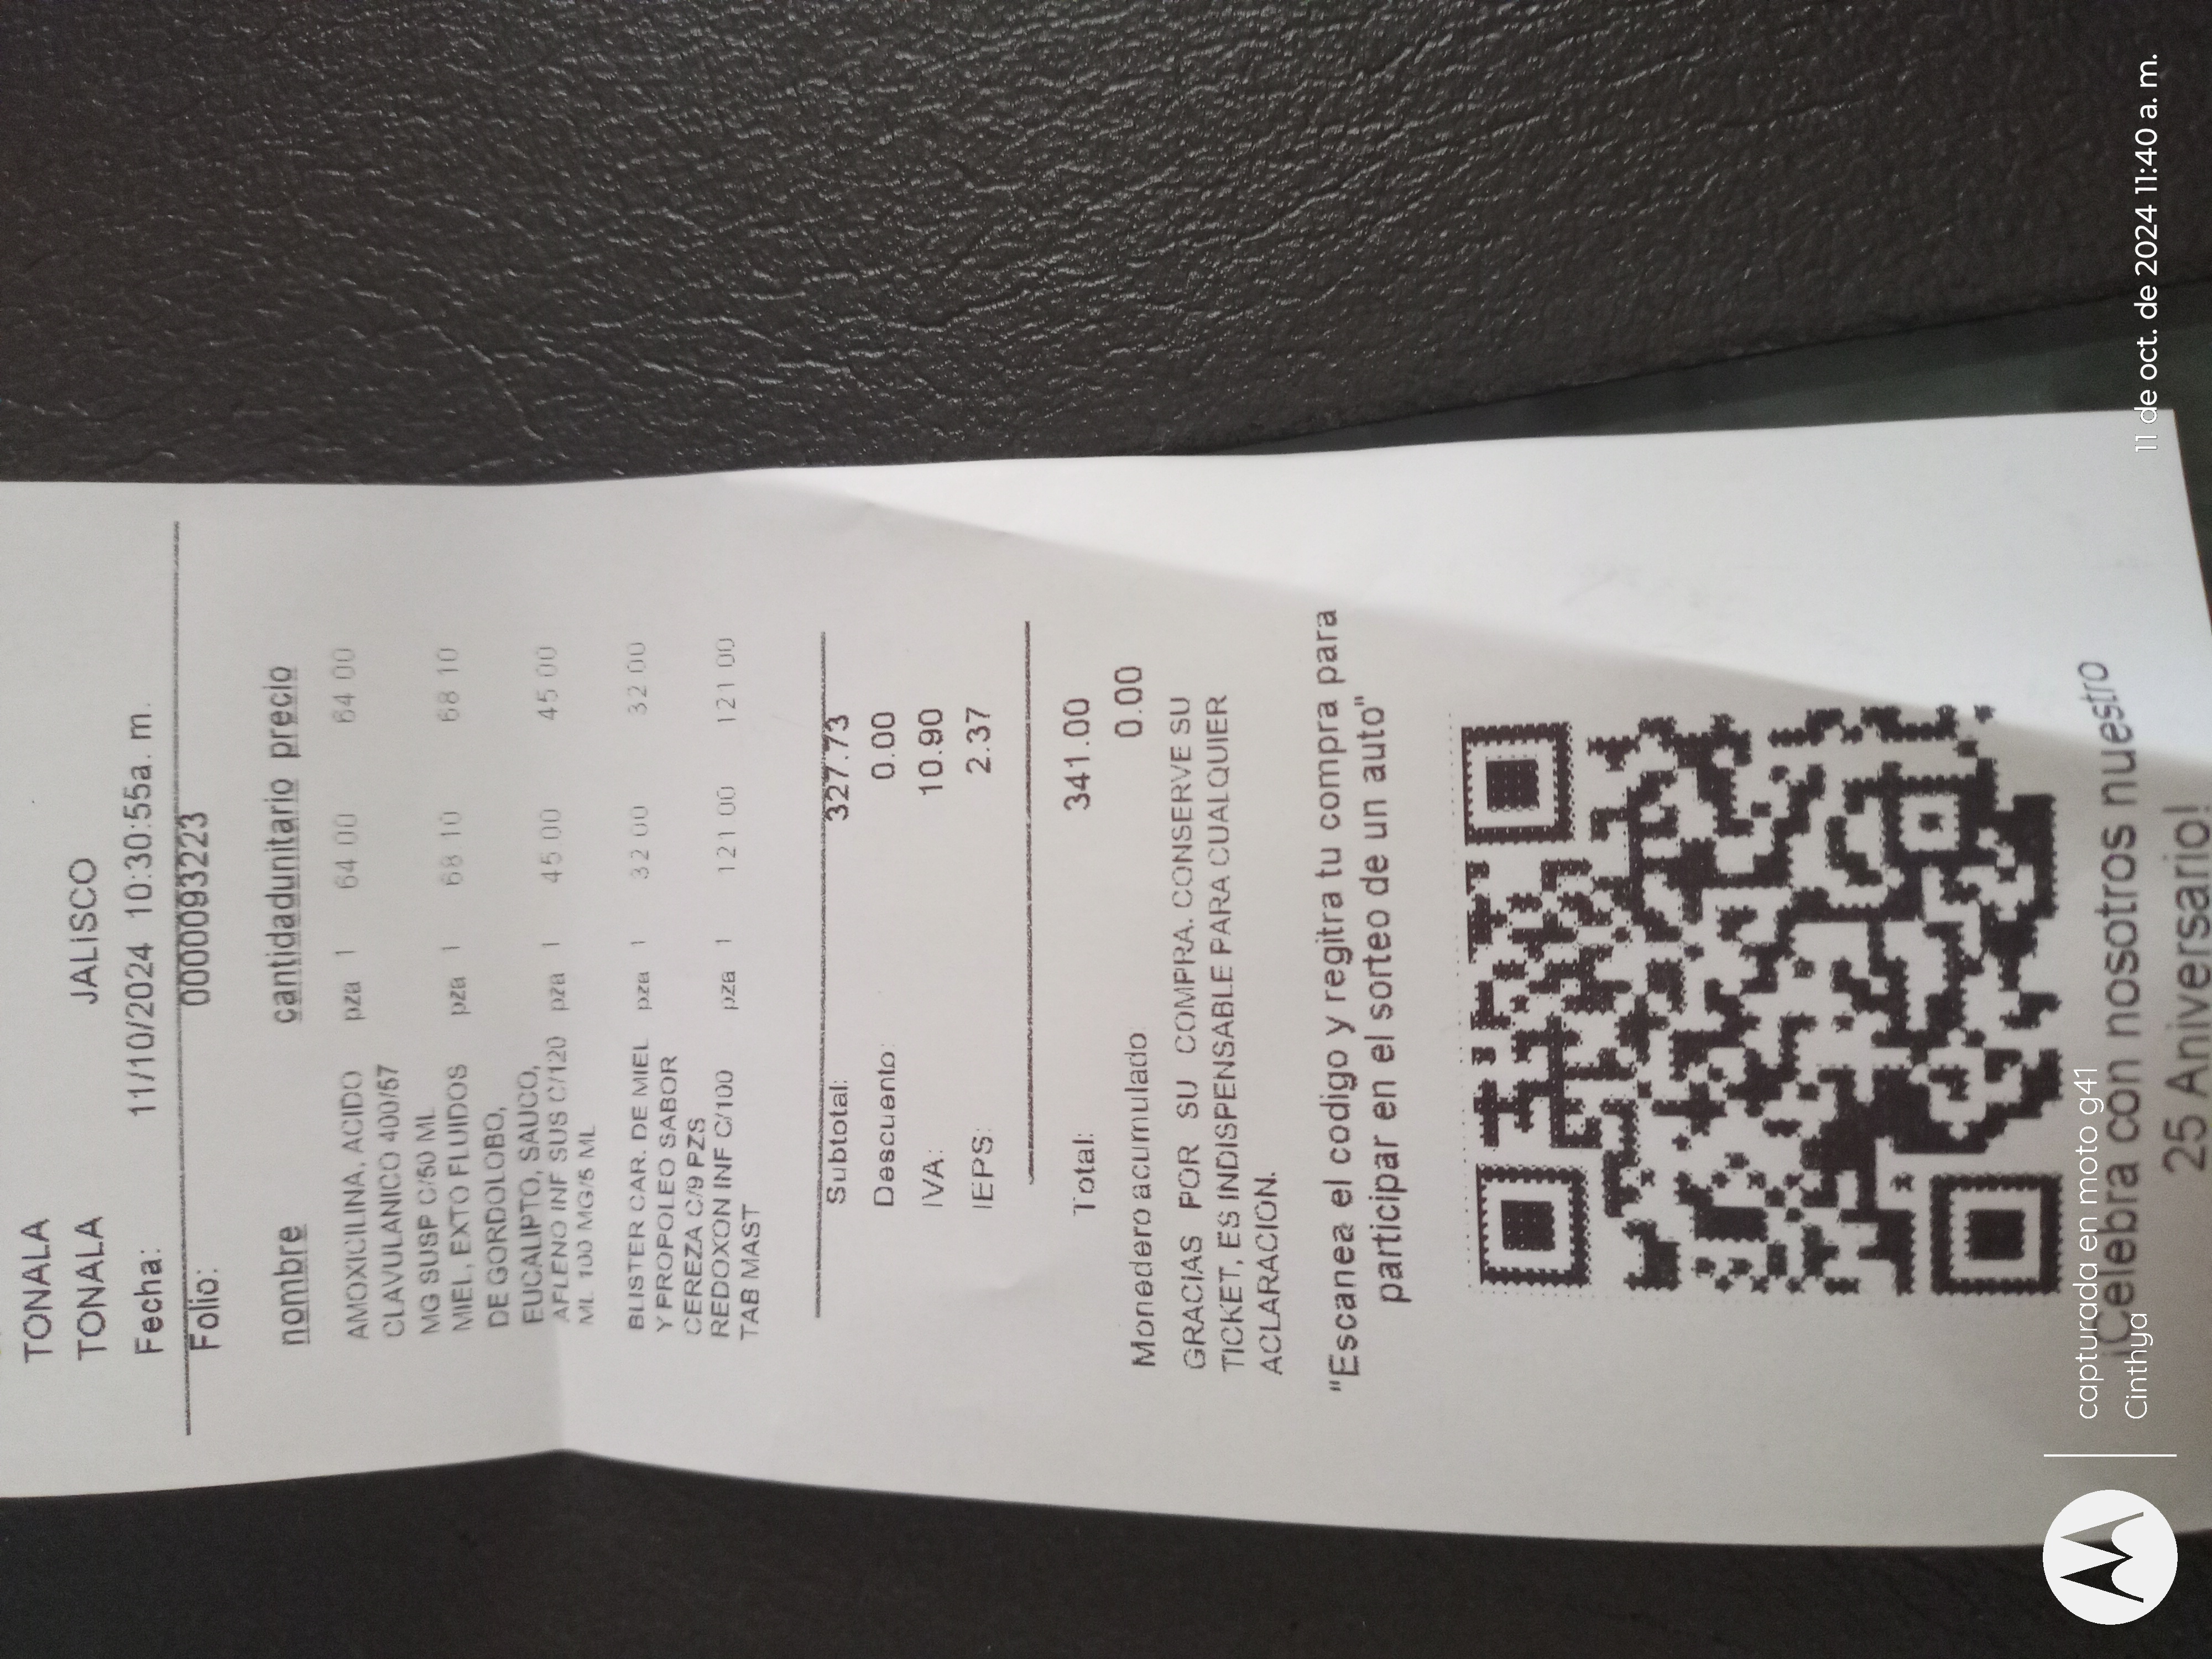 TONALA
TONALA JALISCO
Fecha: 11/10/2024 10:30:55a. m.
Folio: 0000093223
nombre cantidadunitario precio
AMOXICILINA, ACIDO pza 1 64 00 64 00
CLAVULANICO 400/57
MG SUSP C/50 ML
MIEL, EXTO FLUIDOS pza 1 68 10 68 10
DE GORDOLOBO,
EUCALIPTO, SAUCO,
AFLENO INF SUS C/120 pza 1 45 00 45 00
ML 100 MG/5 ML
BLISTER CAR. DE MIEL pza 1 32 00 32 00
Y PROPOLEO SABOR
CEREZA C/9 PZS
REDOXON INF C/100 pza 1 121 00 121 00
TAB MAST
Subtotal: 327.73
Descuento: 0.00
IVA: 10.90
IEPS: 2.37
Total: 341.00
Monedero acumulado 0.00
GRACIAS POR SU COMPRA. CONSERVE SU
TICKET, ES INDISPENSABLE PARA CUALQUIER
ACLARACION.
"Escanea el codigo y regitra tu compra para
participar en el sorteo de un auto"
¡Celebra con nosotros nuestro
25 Aniversario!
capturada en moto g41
Cinthya
11 de oct. de 2024 11:40 a. m.